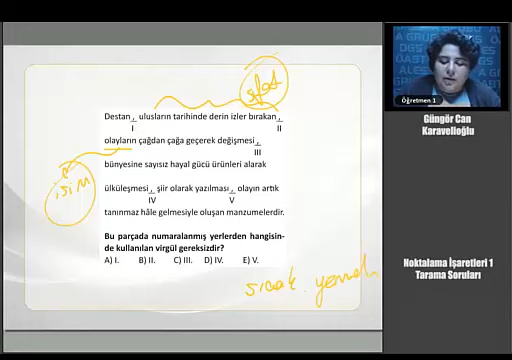 Destan, ulusların tarihinde derin izler bırakan,
I II
olayların çağdan çağa geçerek değişmesi,
III
bünyesine sayısız hayal gücü ürünleri alarak
ülküleşmesi, şiir olarak yazılması, olayın artık
IV V
tanınmaz hâle gelmesiyle oluşan manzumelerdir.
Bu parçada numaralanmış yerlerden hangisin-
de kullanılan virgül gereksizdir?
A) I. B) II. C) III. D) IV. E) V.
sıfat
isim
sıcak yemek
Öğretmen 1
Güngör Can
Karavelioğlu
Noktalama İşaretleri 1
Tarama Soruları